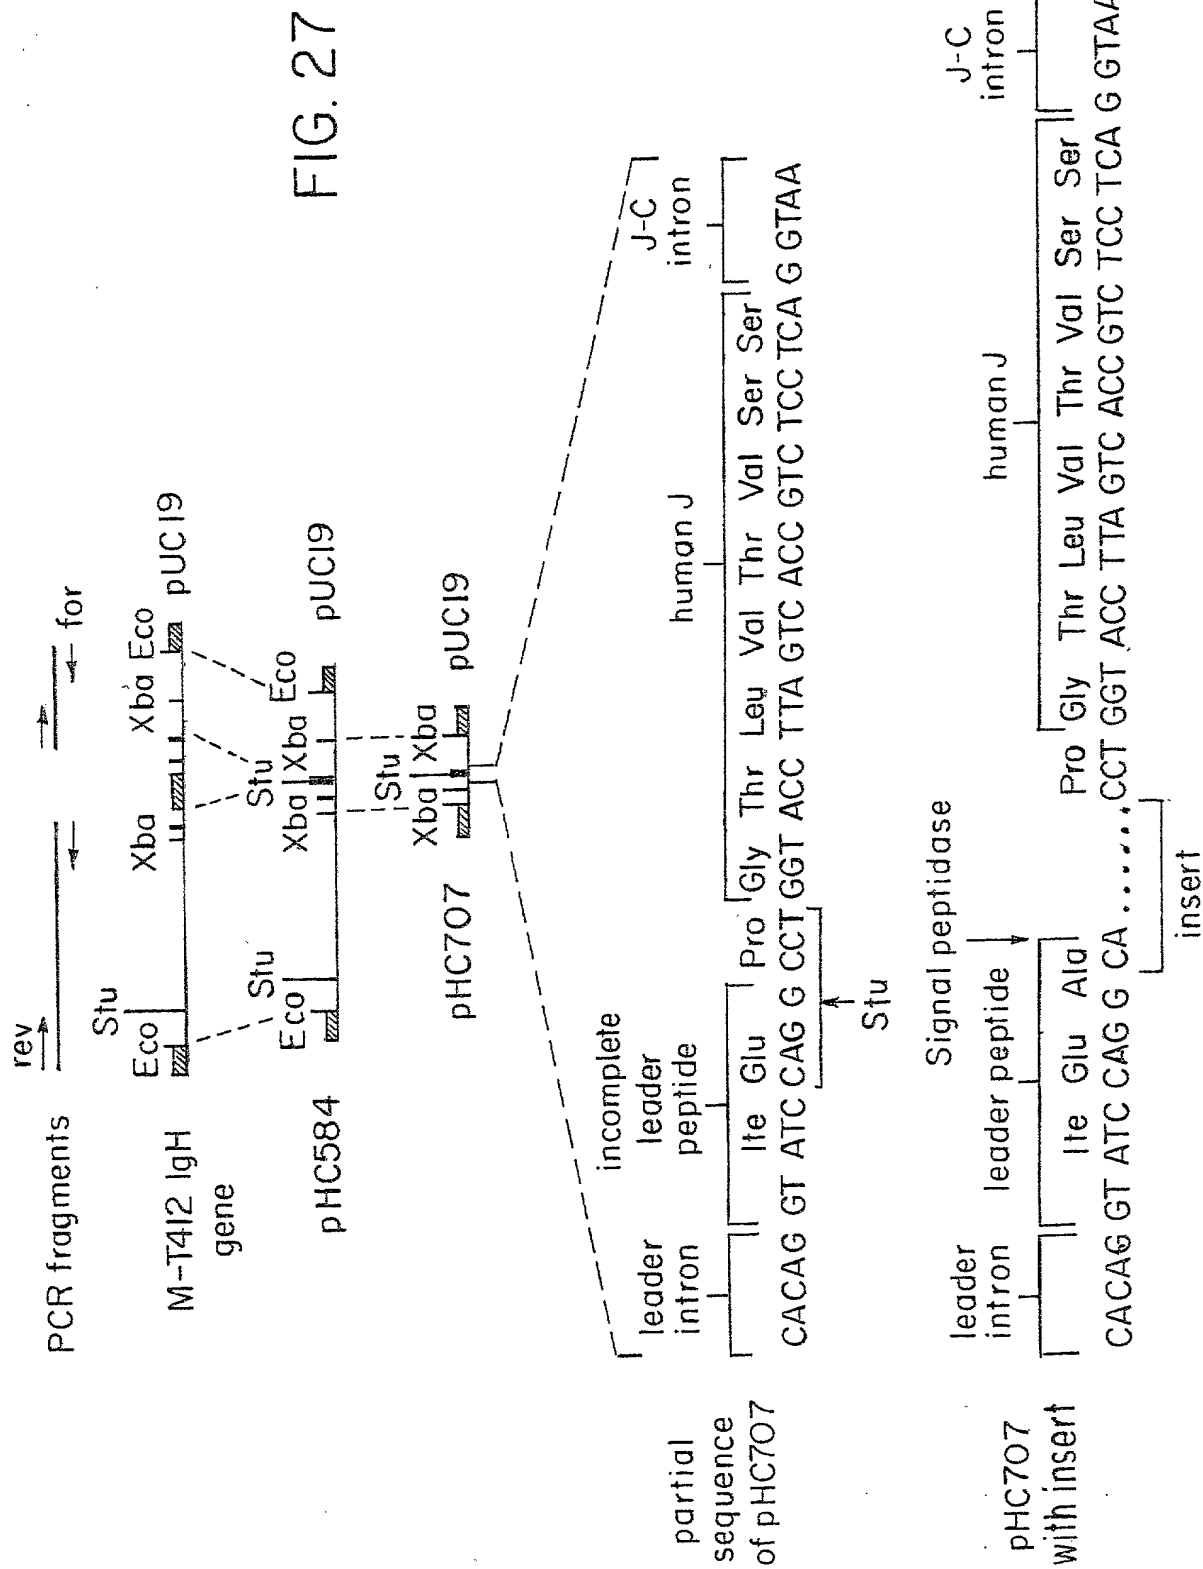 FIG. 27
PCR fragments
rev
for
M-T412 IgH
gene
Eco Stu Xba Xba Eco pUC19
pHC584
Eco Stu Xba Stu Xba Eco pUC19
pHC707
Xba Stu Xba pUC19
partial
sequence
of pHC707
leader
intron
incomplete
leader
peptide
human J
J-C
intron
Ite Glu Pro Gly Thr Leu Val Thr Val Ser Ser
CACAG GT ATC CAG G CCT GGT ACC TTA GTC ACC GTC TCC TCA G GTAA
Stu
pHC707
with insert
leader
intron
leader peptide
Signal peptidase
human J
J-C
intron
Ite Glu Ala Pro Gly Thr Leu Val Thr Val Ser Ser
CACAG GT ATC CAG G CA.......CCT GGT ACC TTA GTC ACC GTC TCC TCA G GTAA
insert